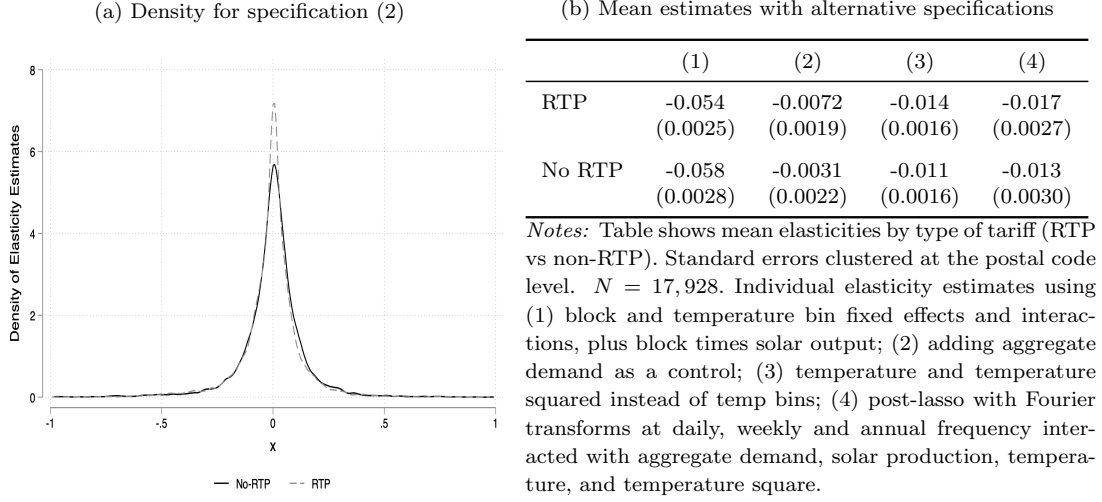 (a) Density for specification (2)
8
6
4
2
0
Density of Elasticity Estimates
-1
-.5
0
.5
1
x
No-RTP
RTP
(b) Mean estimates with alternative specifications
(1) (2) (3) (4)
RTP -0.054 -0.0072 -0.014 -0.017
(0.0025) (0.0019) (0.0016) (0.0027)
No RTP -0.058 -0.0031 -0.011 -0.013
(0.0028) (0.0022) (0.0016) (0.0030)
Notes: Table shows mean elasticities by type of tariff (RTP
vs non-RTP). Standard errors clustered at the postal code
level. N = 17, 928. Individual elasticity estimates using
(1) block and temperature bin fixed effects and interac-
tions, plus block times solar output; (2) adding aggregate
demand as a control; (3) temperature and temperature
squared instead of temp bins; (4) post-lasso with Fourier
transforms at daily, weekly and annual frequency inter-
acted with aggregate demand, solar production, tempera-
ture, and temperature square.